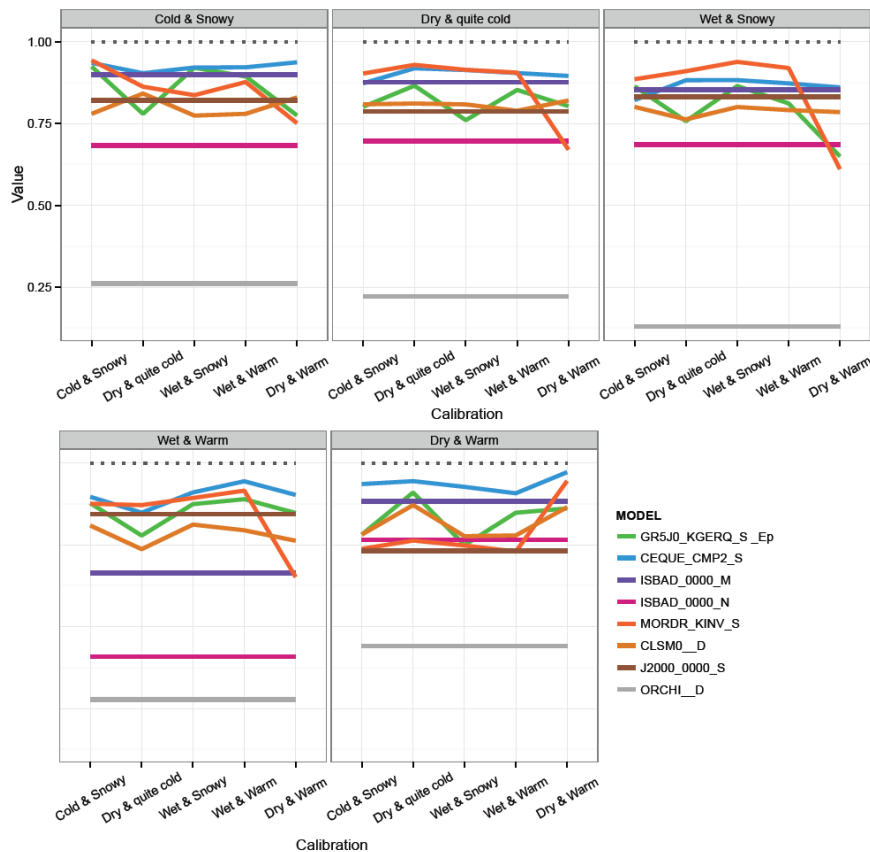 Cold & Snowy
Dry & quite cold
Wet & Snowy
1.00
0.75
0.50
0.25
Value
Cold & Snowy
Dry & quite cold
Wet & Snowy
Wet & Warm
Dry & Warm
Cold & Snowy
Dry & quite cold
Wet & Snowy
Wet & Warm
Dry & Warm
Cold & Snowy
Dry & quite cold
Wet & Snowy
Wet & Warm
Dry & Warm
Calibration
Wet & Warm
Dry & Warm
Cold & Snowy
Dry & quite cold
Wet & Snowy
Wet & Warm
Dry & Warm
Cold & Snowy
Dry & quite cold
Wet & Snowy
Wet & Warm
Dry & Warm
Calibration
MODEL
GR5J0_KGERQ_S_Ep
CEQUE_CMP2_S
ISBAD_0000_M
ISBAD_0000_N
MORDR_KINV_S
CLSM0__D
J2000_0000_S
ORCHI__D